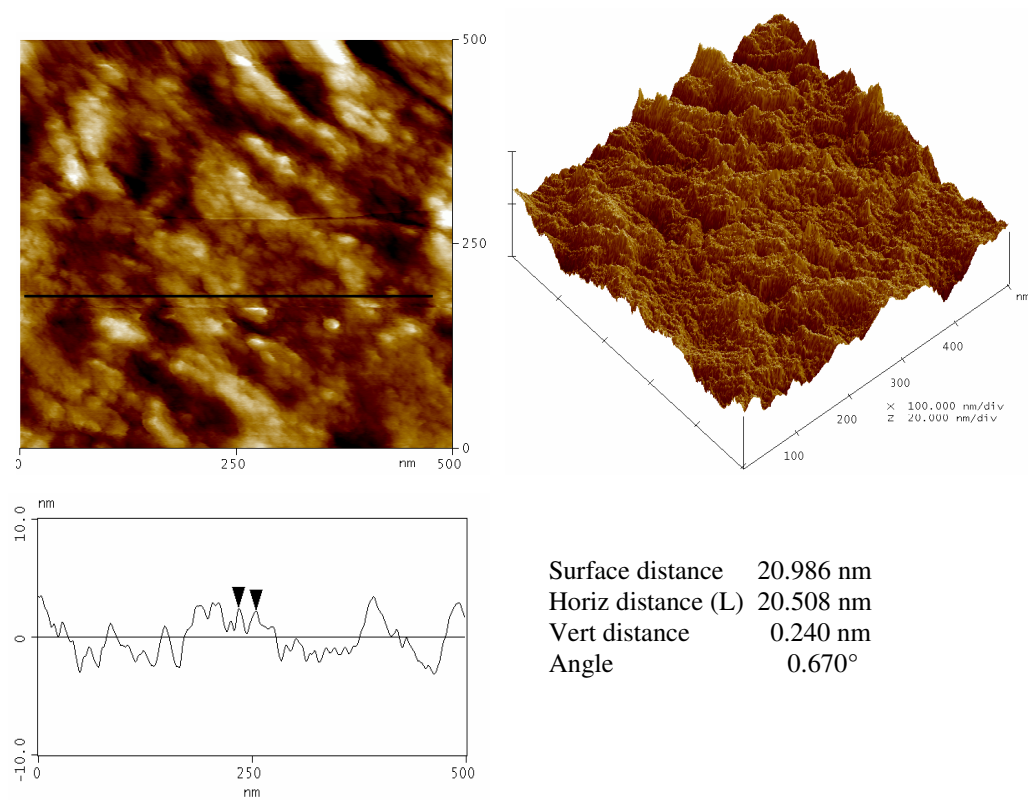 500
250
0
0
250
nm
500
nm
400
300
200
100
X 100.000 nm/div
Z 20.000 nm/div
nm
10.0
0
-10.0
0
250
500
nm
Surface distance 20.986 nm
Horiz distance (L) 20.508 nm
Vert distance 0.240 nm
Angle 0.670°